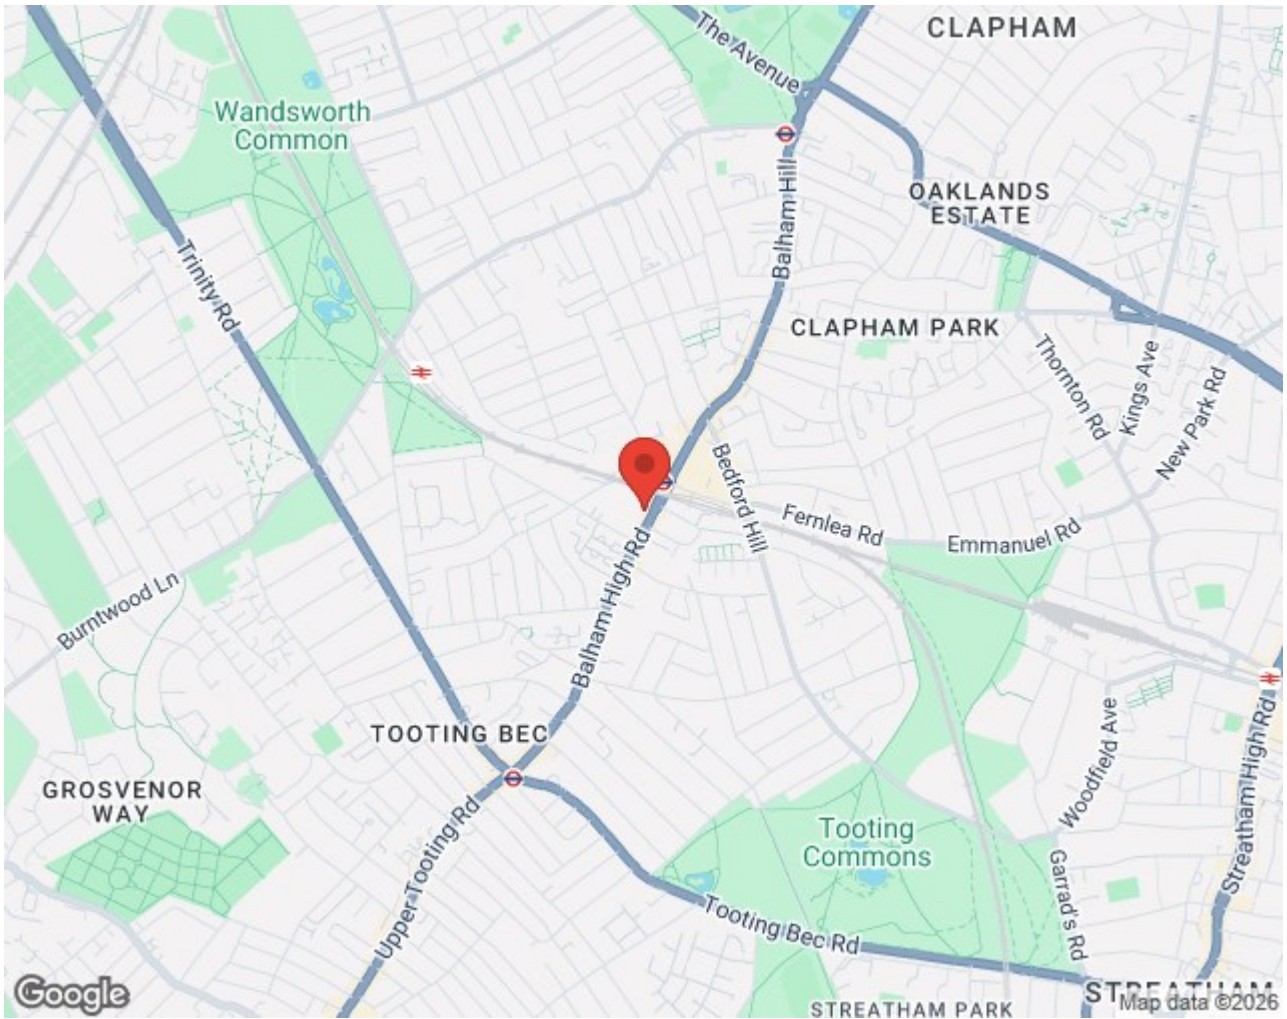 The Avenue
CLAPHAM
Wandsworth
Common
Balham Hill
OAKLANDS
ESTATE
Trinity Rd
CLAPHAM PARK
Thornton Rd
Kings Ave
New Park Rd
Bedford Hill
Fernlea Rd
Emmanuel Rd
Balham High Rd
Burntwood Ln
TOOTING BEC
GROSVENOR
WAY
Woodfield Ave
Streatham High Rd
Tooting
Commons
Upper Tooting Rd
Garrad's Rd
Tooting Bec Rd
STREATHAM
Google
Map data ©2026
STREATHAM PARK